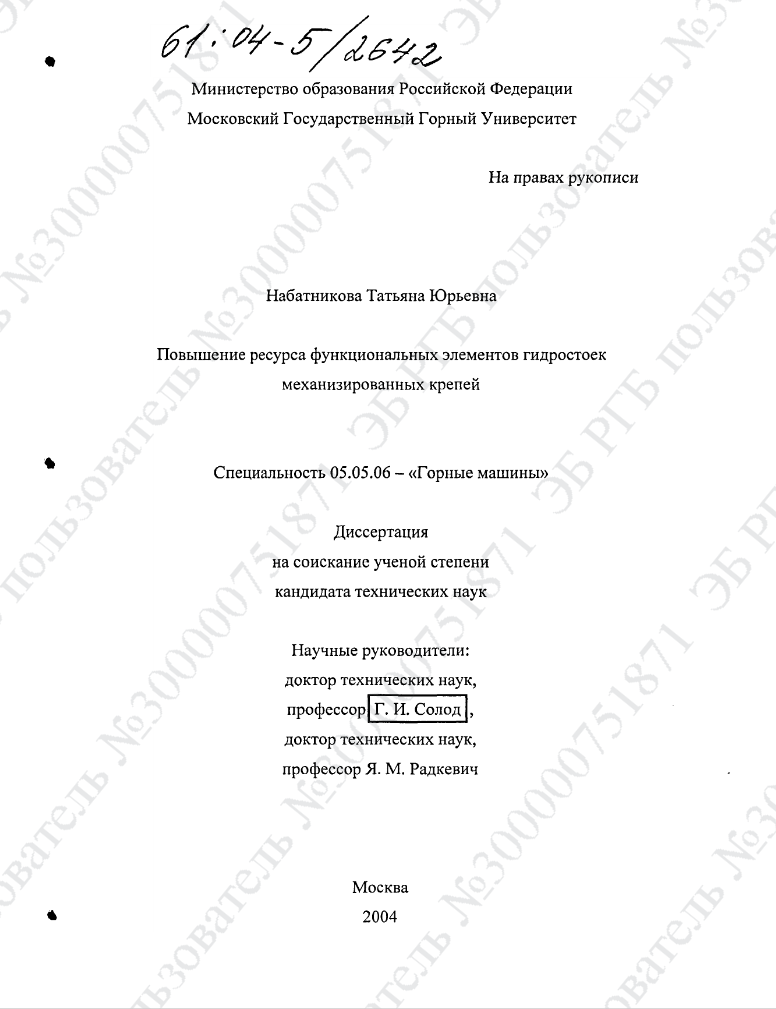 61:04-5/2642
Министерство образования Российской Федерации
Московский Государственный Горный Университет
На правах рукописи
Набатникова Татьяна Юрьевна
Повышение ресурса функциональных элементов гидростоек
механизированных крепей
Специальность 05.05.06 – «Горные машины»
Диссертация
на соискание ученой степени
кандидата технических наук
Научные руководители:
доктор технических наук,
профессор Г. И. Солод,
доктор технических наук,
профессор Я. М. Радкевич
Москва
2004
ЭБ РГБ пользователь №30000751871